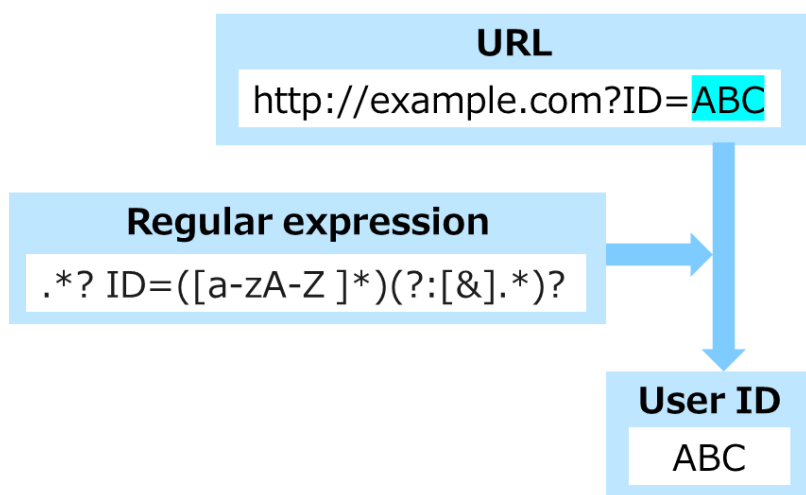 URL
http://example.com?ID=ABC
Regular expression
.*? ID=([a-zA-Z ]*)(?:[&].*)?
User ID
ABC